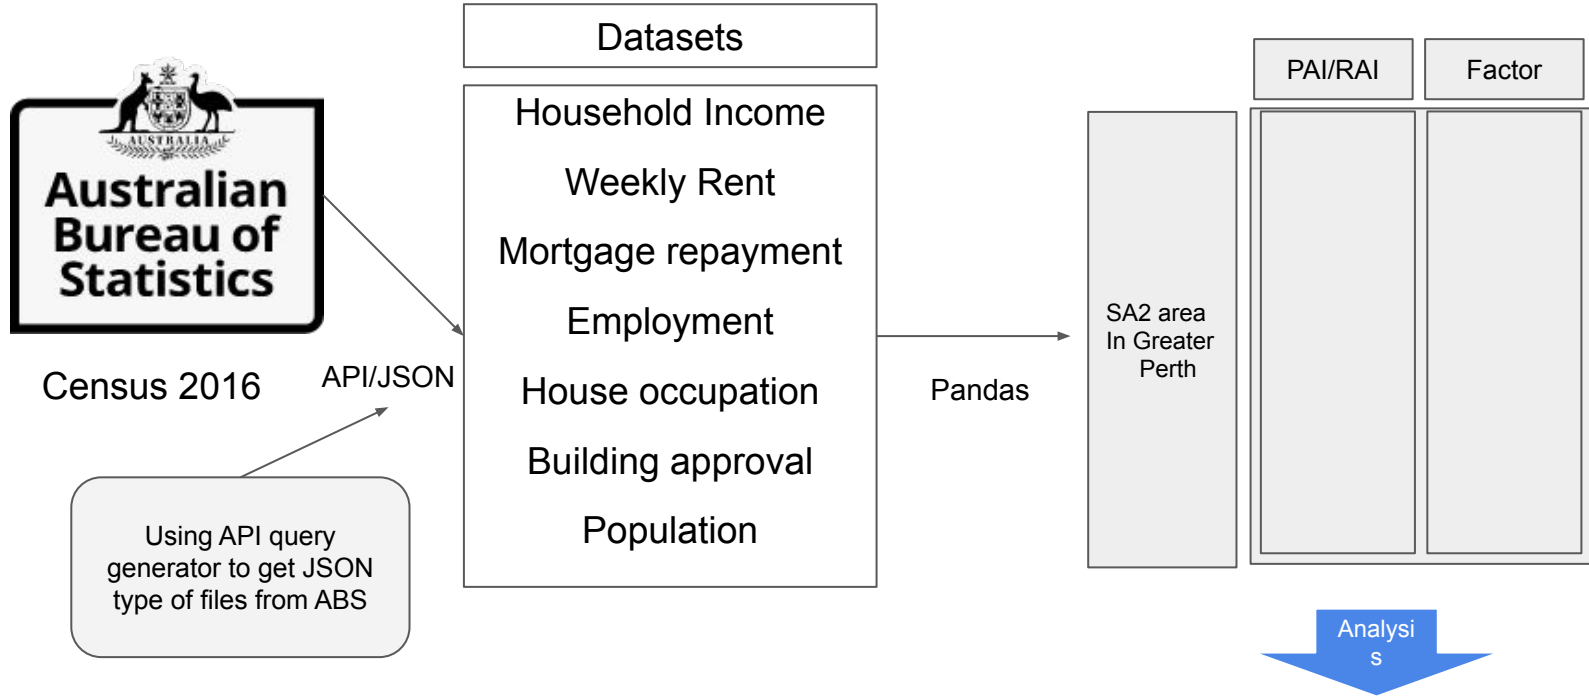 Datasets
PAI/RAI
Factor
AUSTRALIA
Australian
Bureau of
Statistics
Census 2016
API/JSON
Using API query
generator to get JSON
type of files from ABS
Household Income
Weekly Rent
Mortgage repayment
Employment
House occupation
Building approval
Population
Pandas
SA2 area
In Greater
Perth
Analysi
s